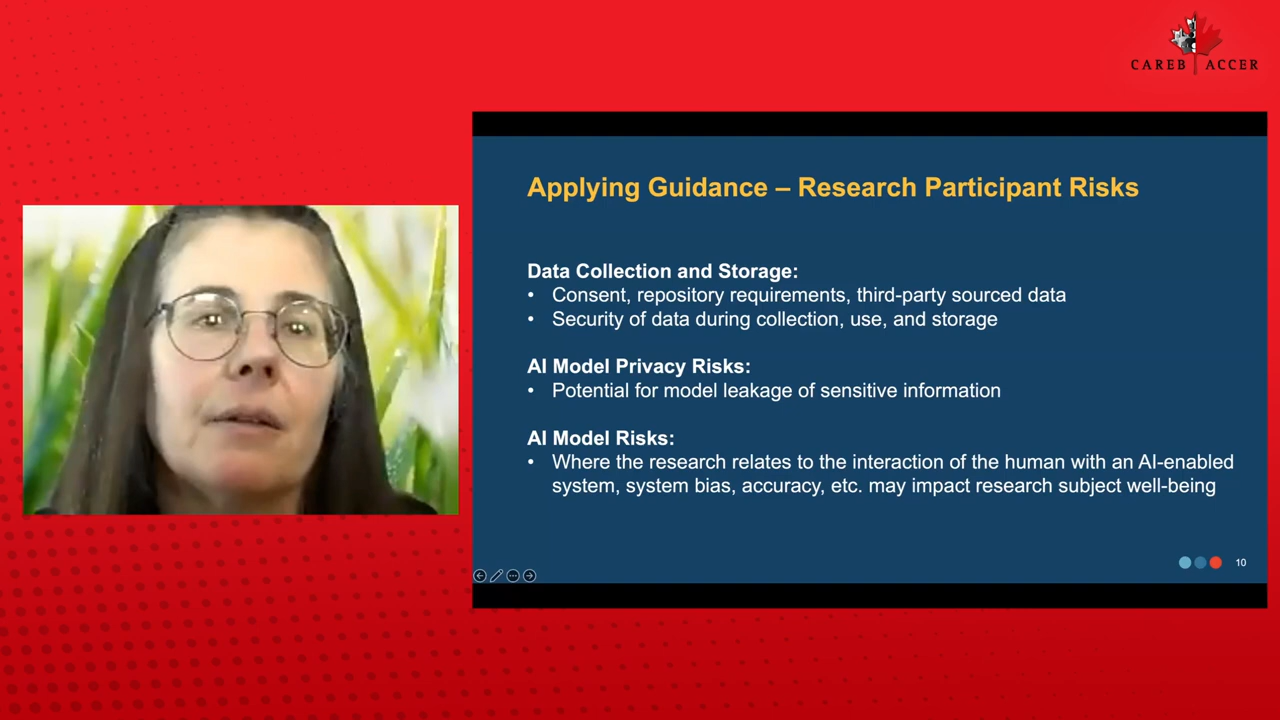 CAREB ACCER
Applying Guidance – Research Participant Risks
Data Collection and Storage:
• Consent, repository requirements, third-party sourced data
• Security of data during collection, use, and storage
AI Model Privacy Risks:
• Potential for model leakage of sensitive information
AI Model Risks:
• Where the research relates to the interaction of the human with an AI-enabled
system, system bias, accuracy, etc. may impact research subject well-being
10